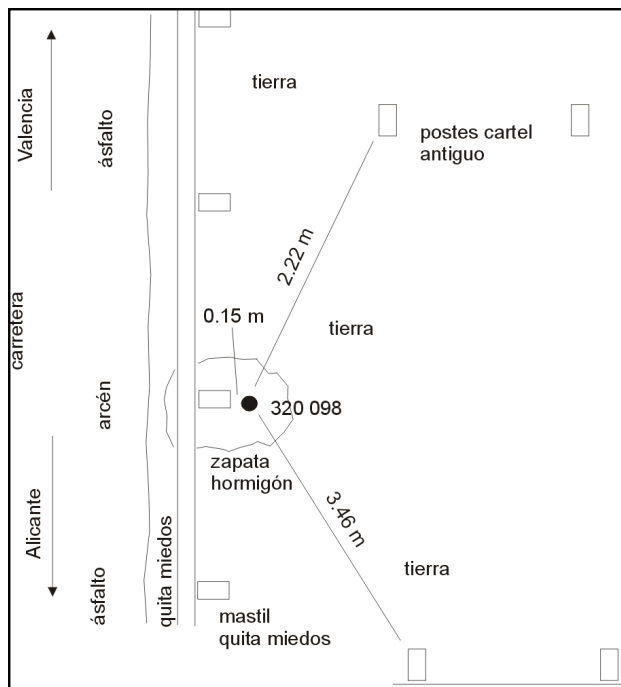 Valencia
ásfalto
tierra
postes cartel
antiguo
2.22 m
carretera
0.15 m
tierra
arcén
320 098
zapata
hormigón
Alicante
quita miedos
3.46 m
tierra
ásfalto
mastil
quita miedos